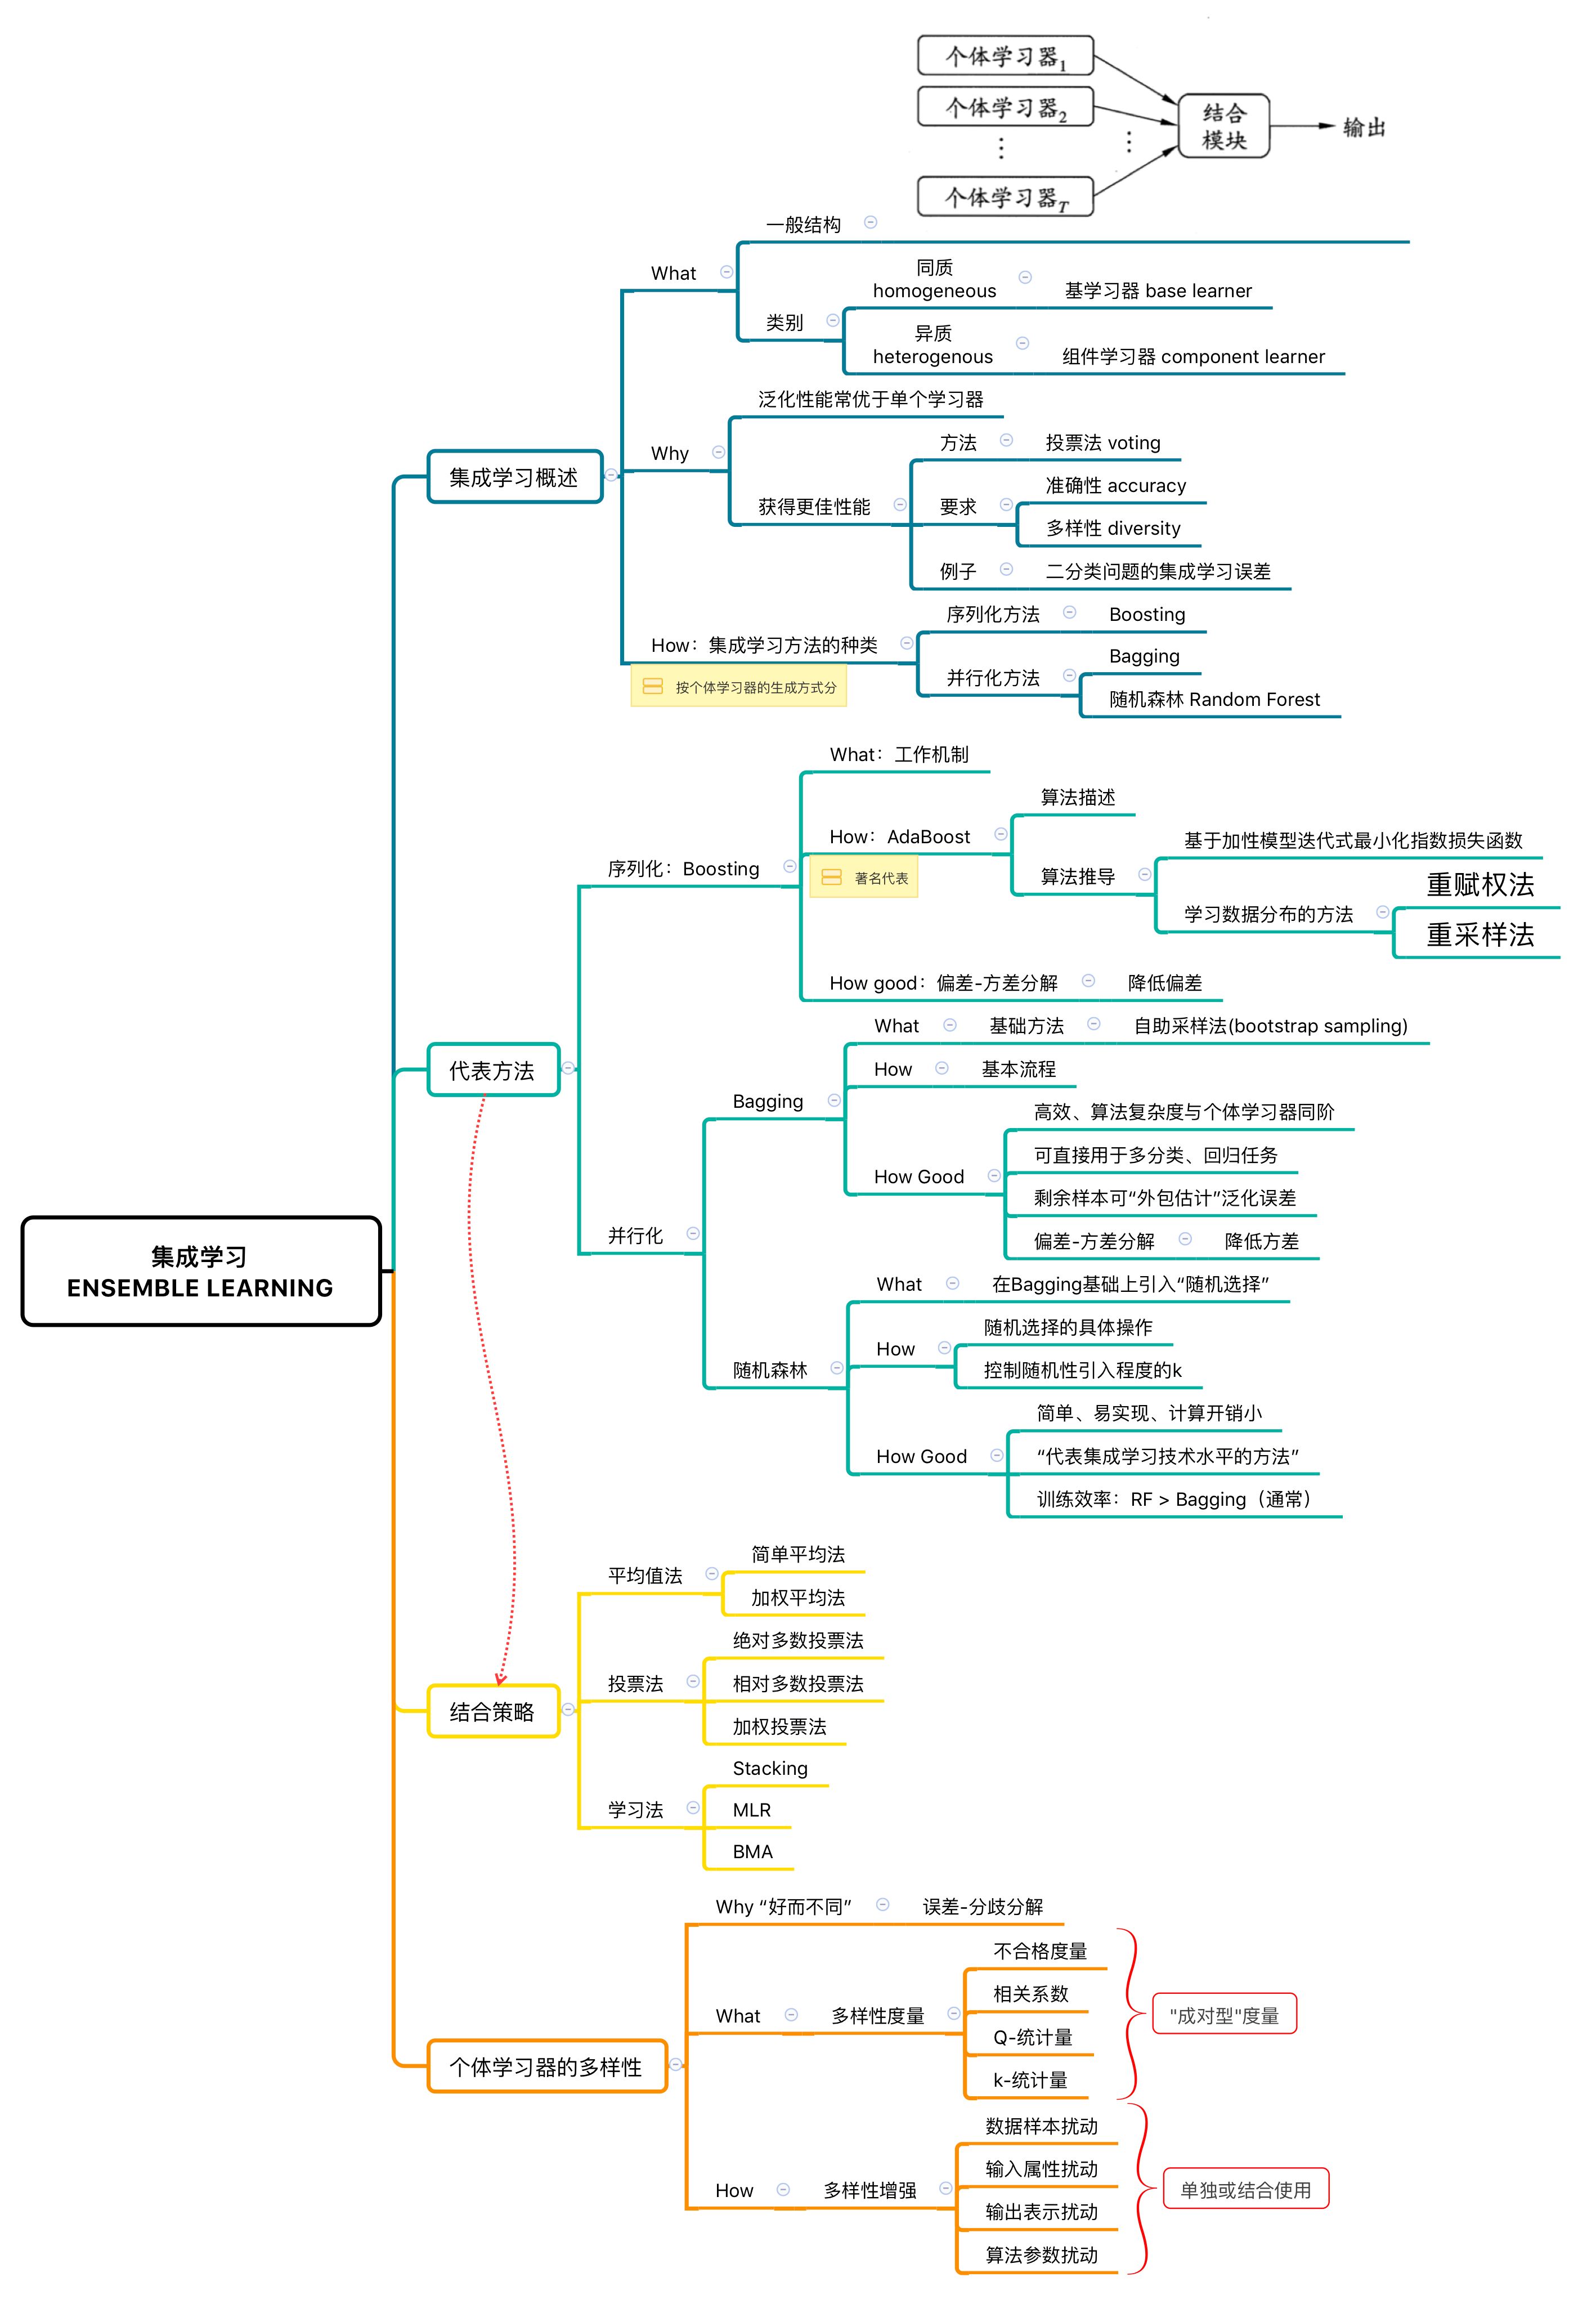 个体学习器1
个体学习器2
⋮
⋮
个体学习器T
结合
模块
输出
集成学习
ENSEMBLE LEARNING
集成学习概述
What
一般结构
类别
同质
homogeneous
基学习器 base learner
异质
heterogenous
组件学习器 component learner
Why
泛化性能常优于单个学习器
获得更佳性能
方法
投票法 voting
要求
准确性 accuracy
多样性 diversity
例子
二分类问题的集成学习误差
How：集成学习方法的种类
按个体学习器的生成方式分
序列化方法
Boosting
并行化方法
Bagging
随机森林 Random Forest
代表方法
序列化：Boosting
What：工作机制
How：AdaBoost
著名代表
算法描述
算法推导
基于加性模型迭代式最小化指数损失函数
学习数据分布的方法
重赋权法
重采样法
How good：偏差-方差分解
降低偏差
并行化
Bagging
What
基础方法
自助采样法(bootstrap sampling)
How
基本流程
How Good
高效、算法复杂度与个体学习器同阶
可直接用于多分类、回归任务
剩余样本可“外包估计”泛化误差
偏差-方差分解
降低方差
随机森林
What
在Bagging基础上引入“随机选择”
How
随机选择的具体操作
控制随机性引入程度的k
How Good
简单、易实现、计算开销小
“代表集成学习技术水平的方法”
训练效率：RF > Bagging（通常）
结合策略
平均值法
简单平均法
加权平均法
投票法
绝对多数投票法
相对多数投票法
加权投票法
学习法
Stacking
MLR
BMA
个体学习器的多样性
Why “好而不同”
误差-分歧分解
What
多样性度量
不合格度量
相关系数
Q-统计量
k-统计量
"成对型"度量
How
多样性增强
数据样本扰动
输入属性扰动
输出表示扰动
算法参数扰动
单独或结合使用